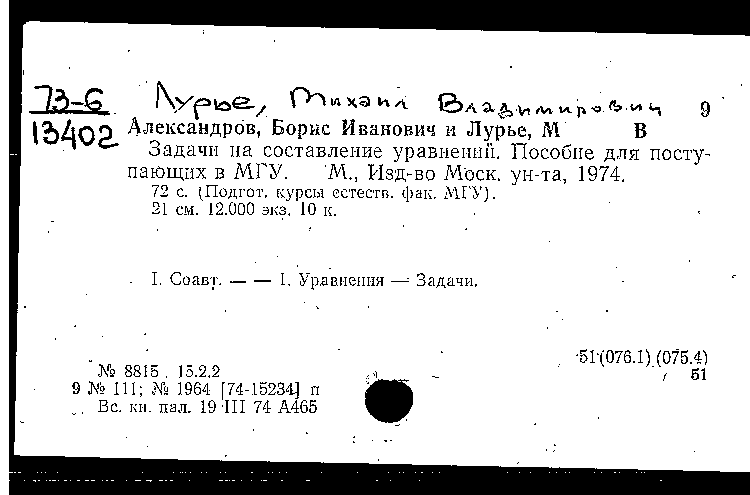 73-6 Лурье, Михаил Владимирович 9
13402 Александров, Борис Иванович и Лурье, М В
Задачи на составление уравнений. Пособие для посту-
пающих в МГУ. М., Изд-во Моск. ун-та, 1974.
72 с. (Подгот. курсы естеств. фак. МГУ).
21 см. 12.000 экз. 10 к.
I. Соавт. — — 1. Уравнения — Задачи.
51(076.1)(075.4)
№ 8815 15.2.2 51
9 № 111; № 1964 [74-15234] п
Вс. кн. пал. 19 III 74 А465